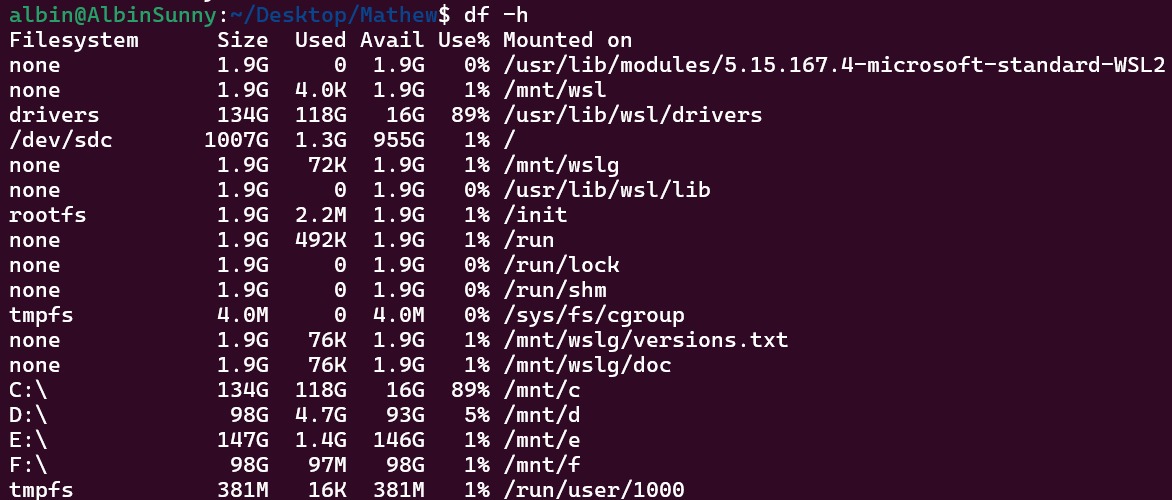 albin@AlbinSunny:~/Desktop/Mathew$ df -h
Filesystem      Size  Used Avail Use% Mounted on
none            1.9G     0  1.9G   0% /usr/lib/modules/5.15.167.4-microsoft-standard-WSL2
none            1.9G  4.0K  1.9G   1% /mnt/wsl
drivers         134G  118G   16G  89% /usr/lib/wsl/drivers
/dev/sdc       1007G  1.3G  955G   1% /
none            1.9G   72K  1.9G   1% /mnt/wslg
none            1.9G     0  1.9G   0% /usr/lib/wsl/lib
rootfs          1.9G  2.2M  1.9G   1% /init
none            1.9G  492K  1.9G   1% /run
none            1.9G     0  1.9G   0% /run/lock
none            1.9G     0  1.9G   0% /run/shm
tmpfs           4.0M     0  4.0M   0% /sys/fs/cgroup
none            1.9G   76K  1.9G   1% /mnt/wslg/versions.txt
none            1.9G   76K  1.9G   1% /mnt/wslg/doc
C:\             134G  118G   16G  89% /mnt/c
D:\              98G  4.7G   93G   5% /mnt/d
E:\             147G  1.4G  146G   1% /mnt/e
F:\              98G   97M   98G   1% /mnt/f
tmpfs           381M   16K  381M   1% /run/user/1000